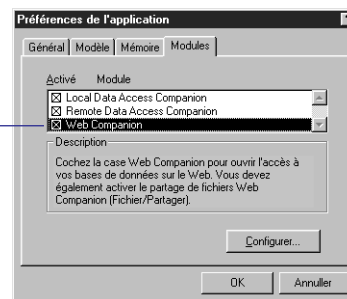 Préférences de l'application
Général Modèle Mémoire Modules
Activé Module
Local Data Access Companion
Remote Data Access Companion
Web Companion
Description
Cochez la case Web Companion pour ouvrir l'accès à
vos bases de données sur le Web. Vous devez
également activer le partage de fichiers Web
Companion (Fichier/Partager).
Configurer...
OK Annuller